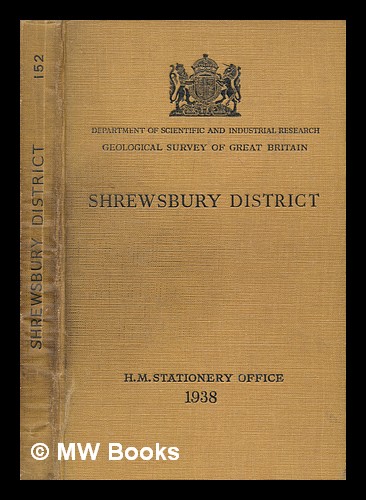 SHREWSBURY DISTRICT 152
DEPARTMENT OF SCIENTIFIC AND INDUSTRIAL RESEARCH
GEOLOGICAL SURVEY OF GREAT BRITAIN
SHREWSBURY DISTRICT
H.M. STATIONERY OFFICE
1938
© MW Books